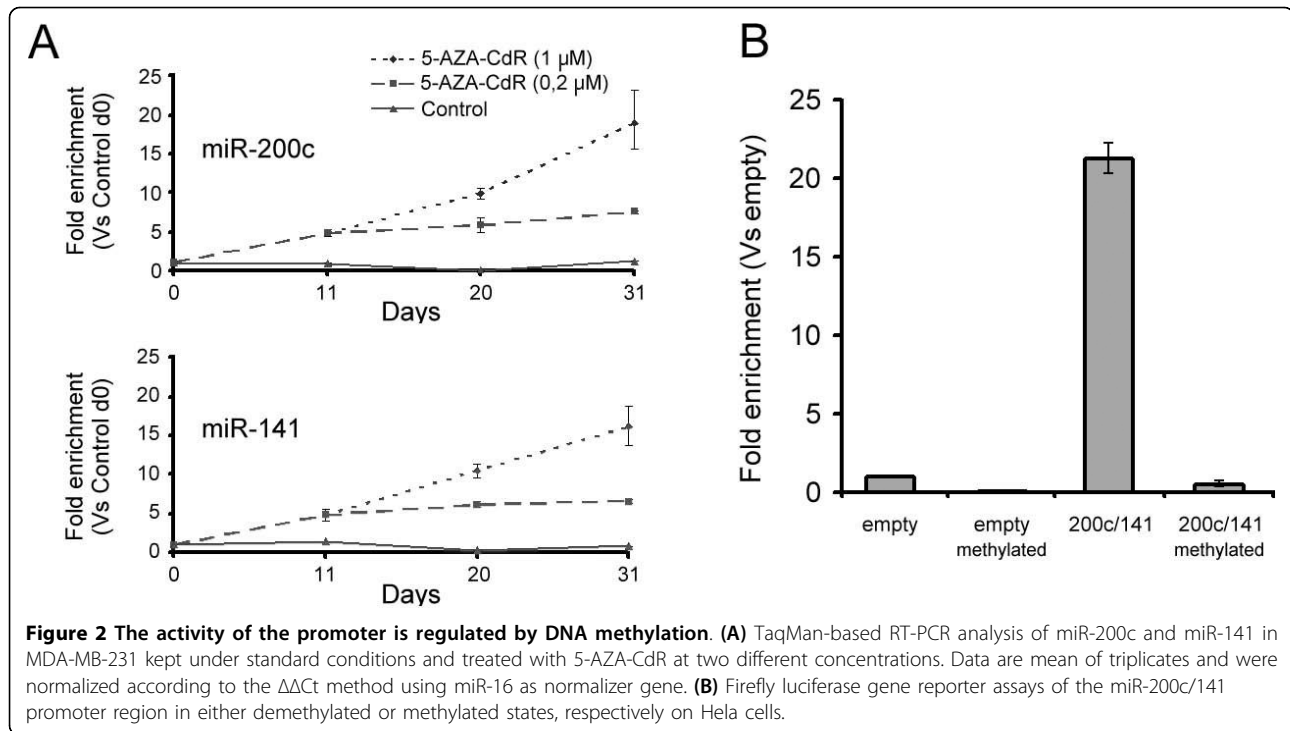 A
5-AZA-CdR (1 µM)
5-AZA-CdR (0,2 µM)
Control
Fold enrichment
(Vs Control d0)
25
20
15
10
5
0
miR-200c
0 11 20 31
Days
Fold enrichment
(Vs Control d0)
25
20
15
10
5
0
miR-141
0 11 20 31
Days
B
Fold enrichment (Vs empty)
25
20
15
10
5
0
empty
empty
methylated
200c/141
200c/141
methylated
Figure 2 The activity of the promoter is regulated by DNA methylation. (A) TaqMan-based RT-PCR analysis of miR-200c and miR-141 in
MDA-MB-231 kept under standard conditions and treated with 5-AZA-CdR at two different concentrations. Data are mean of triplicates and were
normalized according to the ΔΔCt method using miR-16 as normalizer gene. (B) Firefly luciferase gene reporter assays of the miR-200c/141
promoter region in either demethylated or methylated states, respectively on Hela cells.